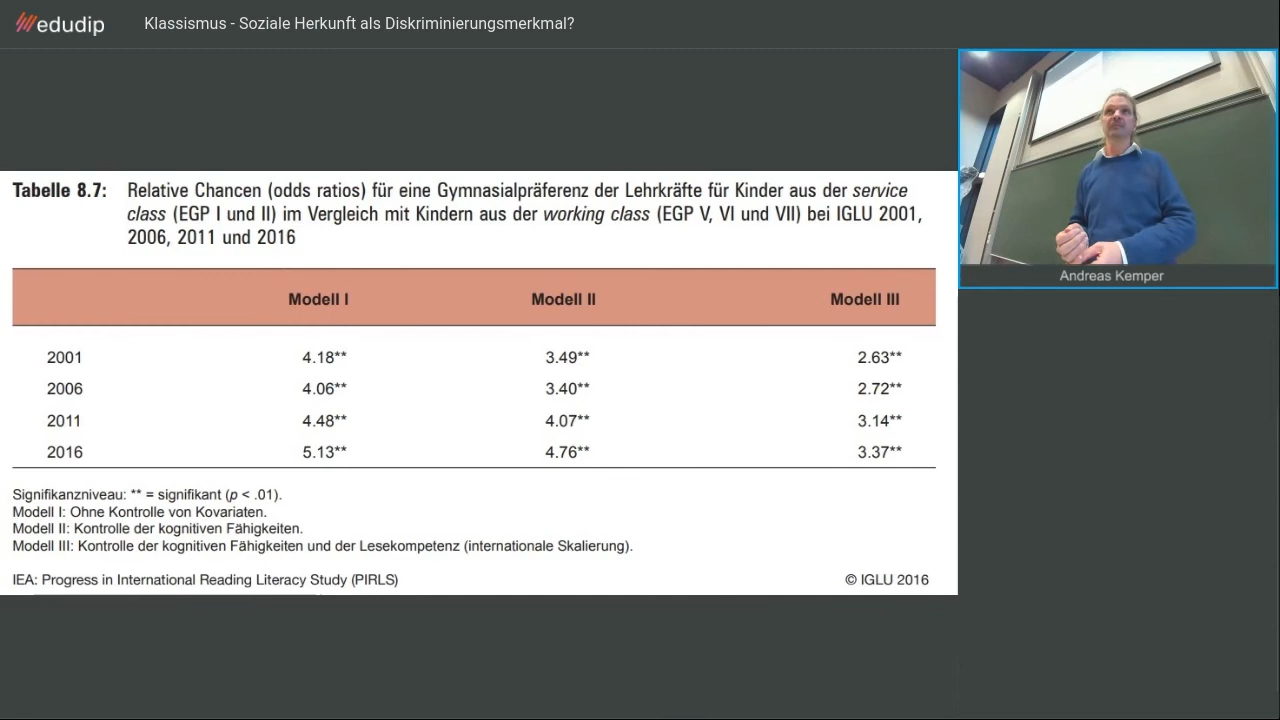 edudip
Klassismus - Soziale Herkunft als Diskriminierungsmerkmal?
Tabelle 8.7: Relative Chancen (odds ratios) für eine Gymnasialpräferenz der Lehrkräfte für Kinder aus der service
class (EGP I und II) im Vergleich mit Kindern aus der working class (EGP V, VI und VII) bei IGLU 2001,
2006, 2011 und 2016
Modell I Modell II Modell III
2001 4.18** 3.49** 2.63**
2006 4.06** 3.40** 2.72**
2011 4.48** 4.07** 3.14**
2016 5.13** 4.76** 3.37**
Signifikanzniveau: ** = signifikant (p < .01).
Modell I: Ohne Kontrolle von Kovariaten.
Modell II: Kontrolle der kognitiven Fähigkeiten.
Modell III: Kontrolle der kognitiven Fähigkeiten und der Lesekompetenz (internationale Skalierung).
IEA: Progress in International Reading Literacy Study (PIRLS) © IGLU 2016
Andreas Kemper